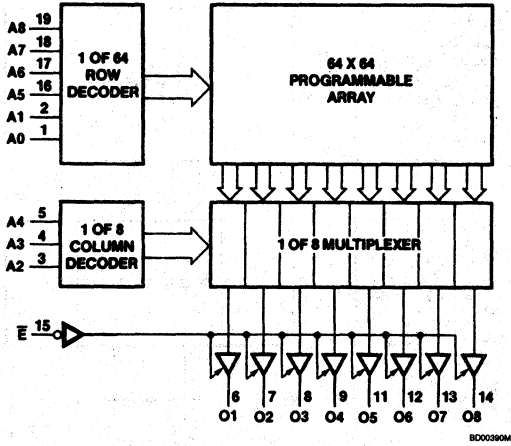 A8 19
A7 18
A6 17
A5 16
A1 2
A0 1
1 OF 64
ROW
DECODER
64 X 64
PROGRAMMABLE
ARRAY
A4 5
A3 4
A2 3
1 OF 8
COLUMN
DECODER
1 OF 8 MULTIPLEXER
E̅ 15
6 7 8 9 11 12 13 14
O1 O2 O3 O4 O5 O6 O7 O8
BD00390M